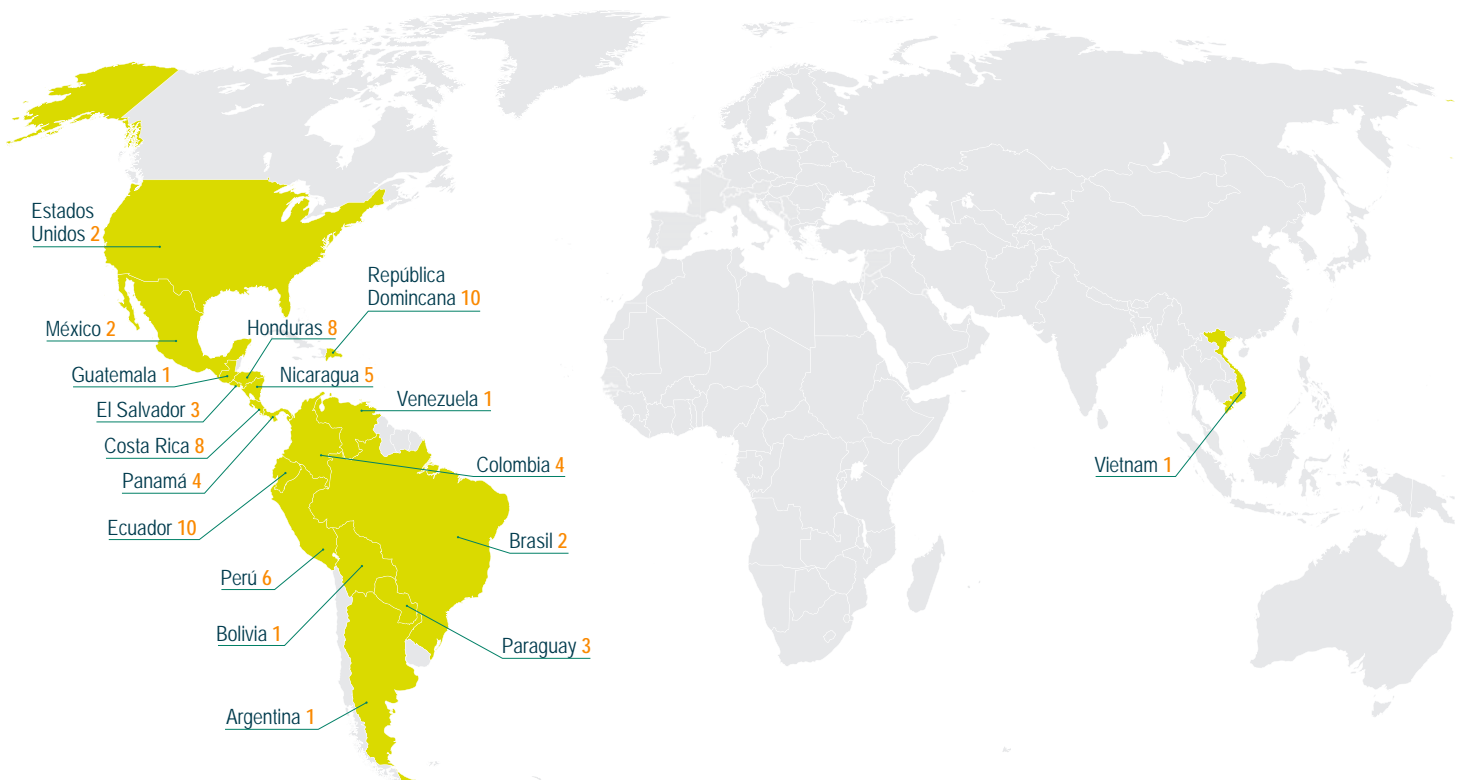 Estados
Unidos 2
República
Domincana 10
México 2
Honduras 8
Guatemala 1
Nicaragua 5
El Salvador 3
Venezuela 1
Costa Rica 8
Colombia 4
Vietnam 1
Panamá 4
Ecuador 10
Brasil 2
Perú 6
Bolivia 1
Paraguay 3
Argentina 1